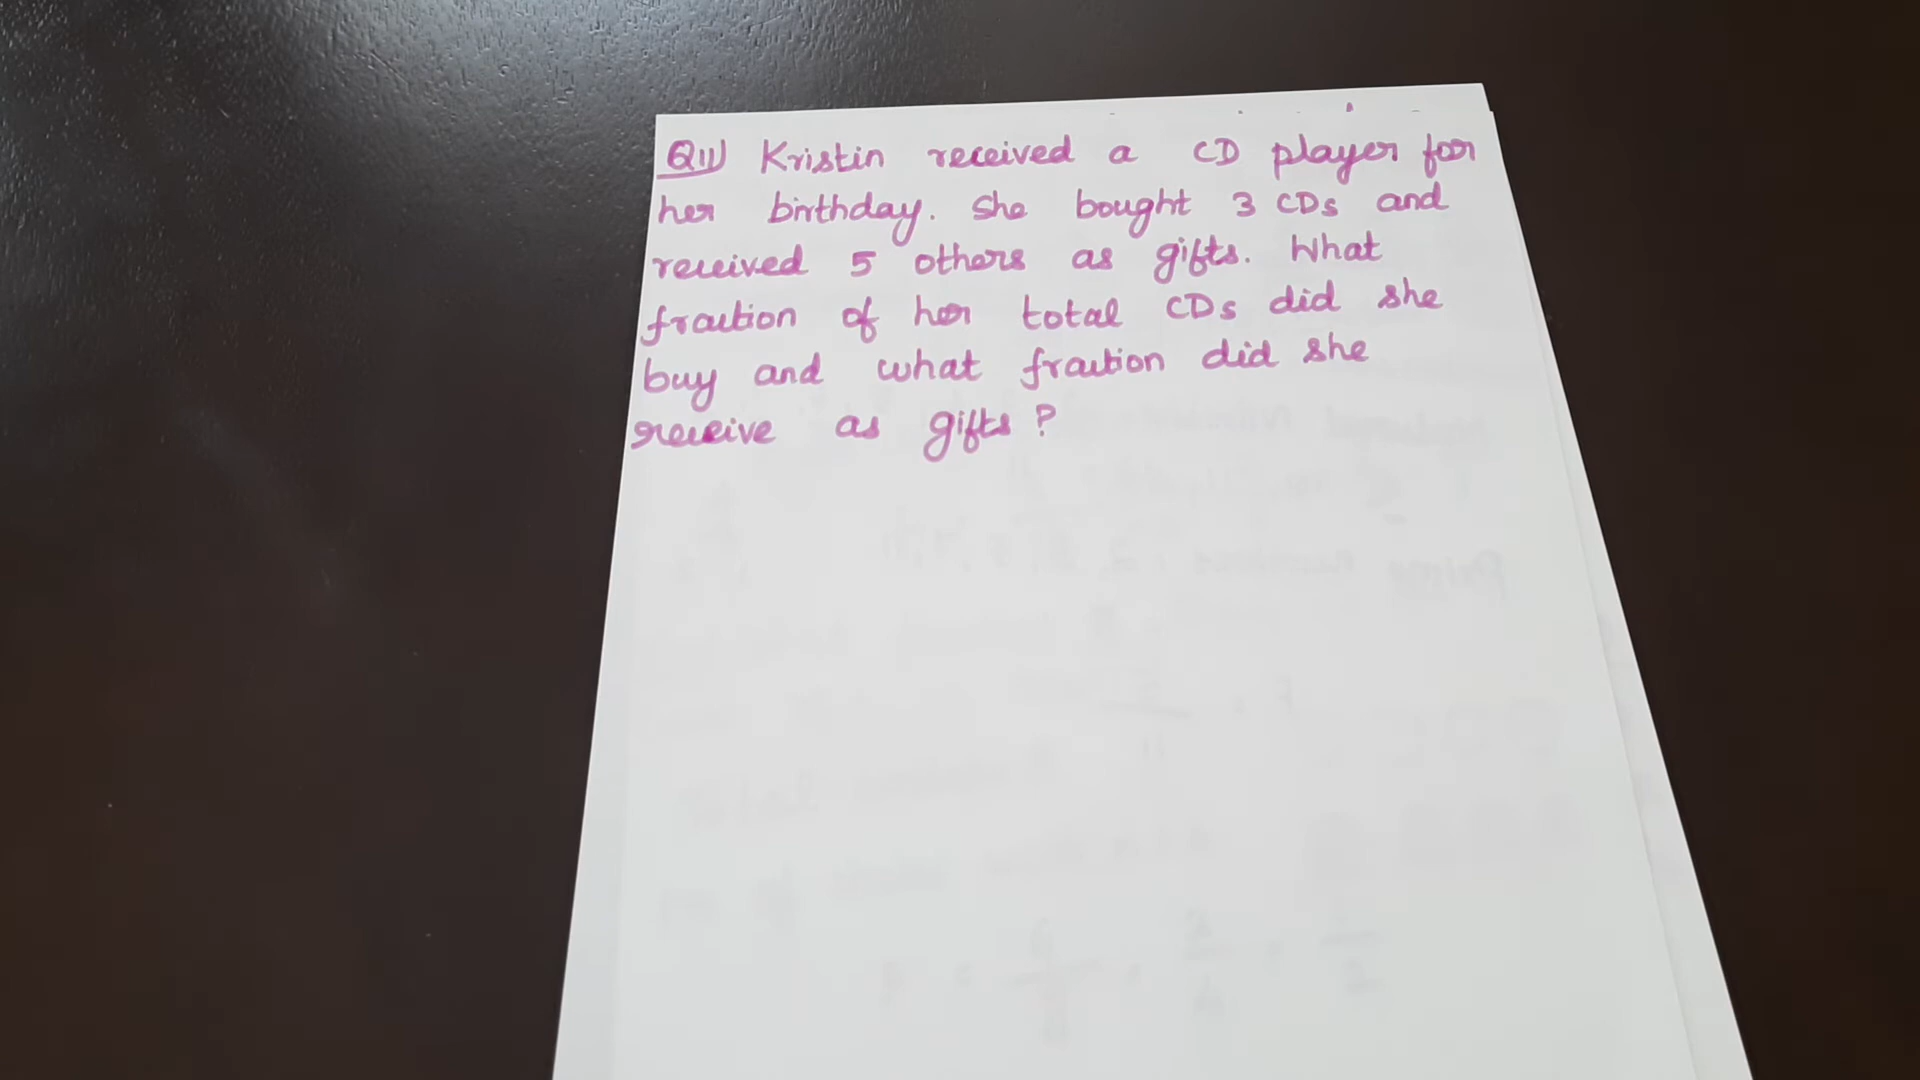 Q11) Kristin received a CD player for
her birthday. She bought 3 CDs and
received 5 others as gifts. What
fraction of her total CDs did she
buy and what fraction did she
receive as gifts?